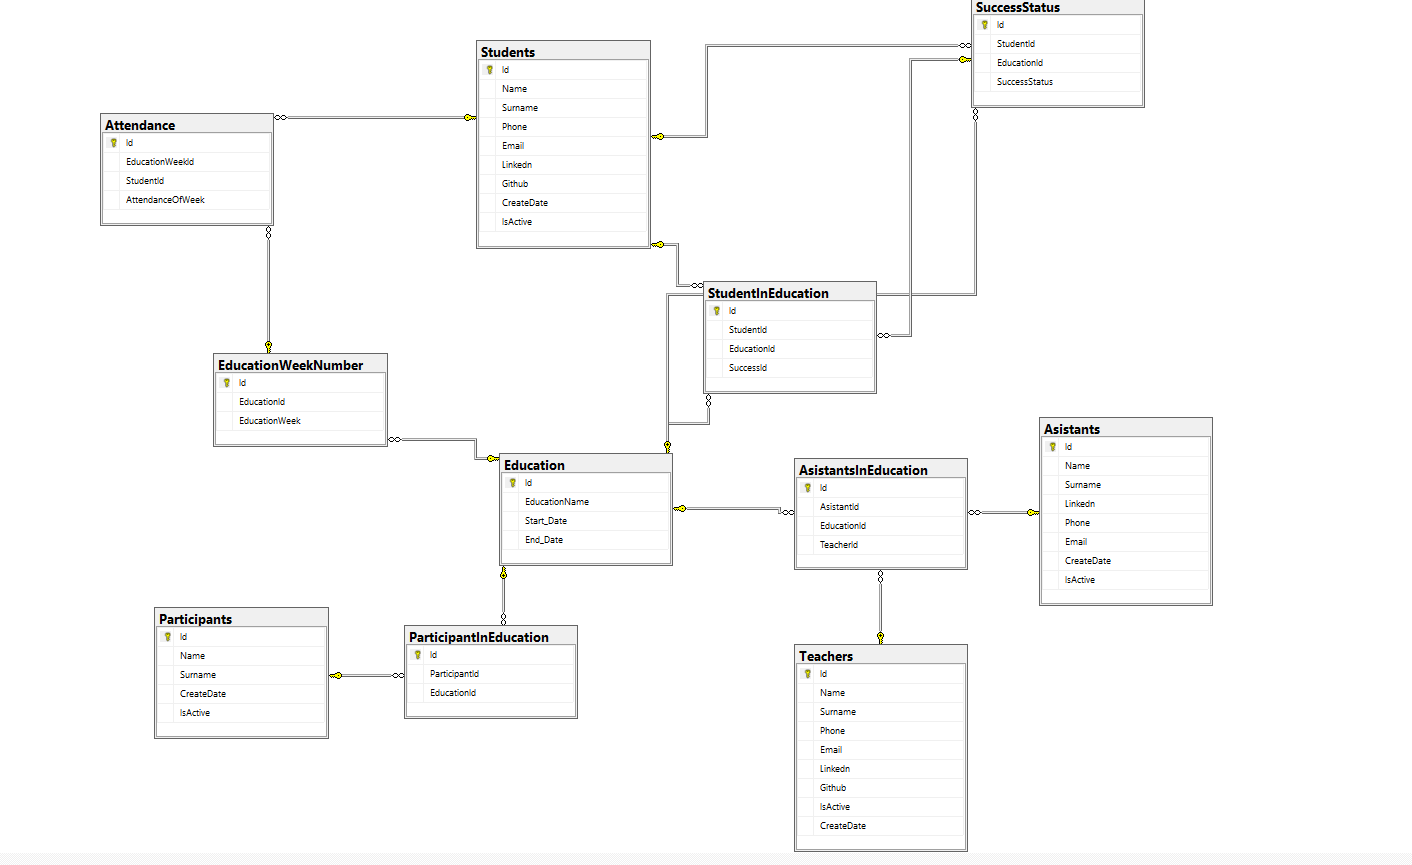 SuccessStatus
Id
StudentId
EducationId
SuccessStatus
Students
Id
Name
Surname
Phone
Email
Linkedn
Github
CreateDate
IsActive
Attendance
Id
EducationWeekId
StudentId
AttendanceOfWeek
StudentInEducation
Id
StudentId
EducationId
SuccessId
EducationWeekNumber
Id
EducationId
EducationWeek
Asistants
Id
Name
Surname
Linkedn
Phone
Email
CreateDate
IsActive
Education
Id
EducationName
Start_Date
End_Date
AsistantsInEducation
Id
AsistantId
EducationId
TeacherId
Participants
Id
Name
Surname
CreateDate
IsActive
ParticipantInEducation
Id
ParticipantId
EducationId
Teachers
Id
Name
Surname
Phone
Email
Linkedn
Github
IsActive
CreateDate